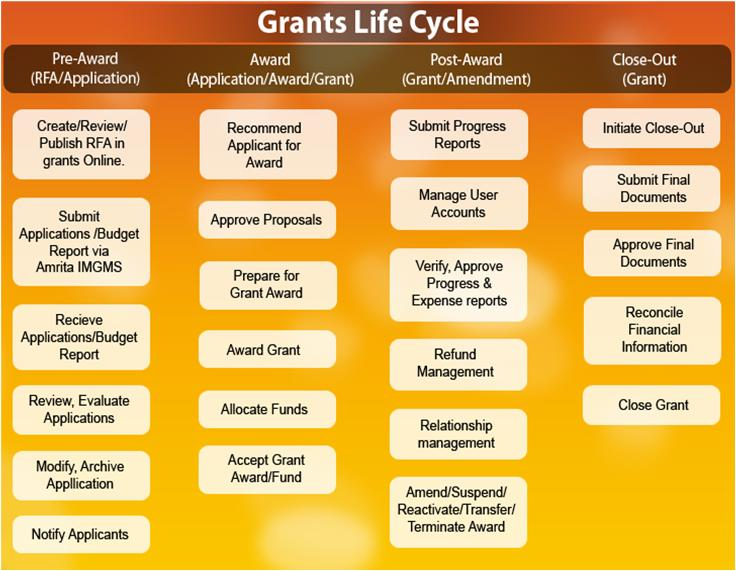 Grants Life Cycle
Pre-Award
(RFA/Application)
Create/Review/
Publish RFA in
grants Online.
Submit
Applications /Budget
Report via
Amrita IMGMS
Recieve
Applications/Budget
Report
Review, Evaluate
Applications
Modify, Archive
Appllication
Notify Applicants
Award
(Application/Award/Grant)
Recommend
Applicant for
Award
Approve Proposals
Prepare for
Grant Award
Award Grant
Allocate Funds
Accept Grant
Award/Fund
Post-Award
(Grant/Amendment)
Submit Progress
Reports
Manage User
Accounts
Verify, Approve
Progress &
Expense reports
Refund
Management
Relationship
management
Amend/Suspend/
Reactivate/Transfer/
Terminate Award
Close-Out
(Grant)
Initiate Close-Out
Submit Final
Documents
Approve Final
Documents
Reconcile
Financial
Information
Close Grant